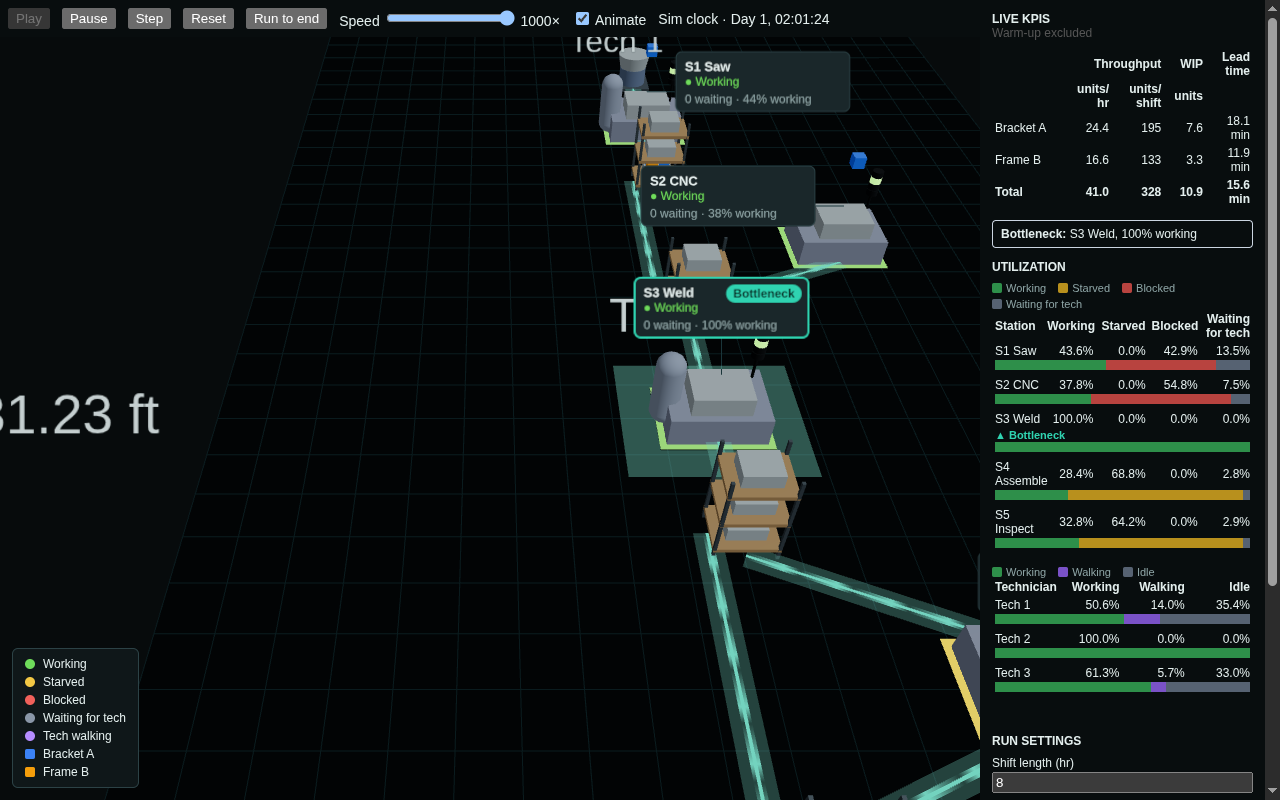 Play Pause Step Reset Run to end Speed 1000× Animate Sim clock · Day 1, 02:01:24
Tech 1
S1 Saw
Working
0 waiting · 44% working
S2 CNC
Working
0 waiting · 38% working
S3 Weld Bottleneck
Working
0 waiting · 100% working
31.23 ft
Working
Starved
Blocked
Waiting for tech
Tech walking
Bracket A
Frame B
LIVE KPIS
Warm-up excluded
Throughput WIP Lead time
units/hr units/shift units
Bracket A 24.4 195 7.6 18.1 min
Frame B 16.6 133 3.3 11.9 min
Total 41.0 328 10.9 15.6 min
Bottleneck: S3 Weld, 100% working
UTILIZATION
Working Starved Blocked
Waiting for tech
Station Working Starved Blocked Waiting for tech
S1 Saw 43.6% 0.0% 42.9% 13.5%
S2 CNC 37.8% 0.0% 54.8% 7.5%
S3 Weld 100.0% 0.0% 0.0% 0.0%
▲ Bottleneck
S4 Assemble 28.4% 68.8% 0.0% 2.8%
S5 Inspect 32.8% 64.2% 0.0% 2.9%
Working Walking Idle
Technician Working Walking Idle
Tech 1 50.6% 14.0% 35.4%
Tech 2 100.0% 0.0% 0.0%
Tech 3 61.3% 5.7% 33.0%
RUN SETTINGS
Shift length (hr)
8